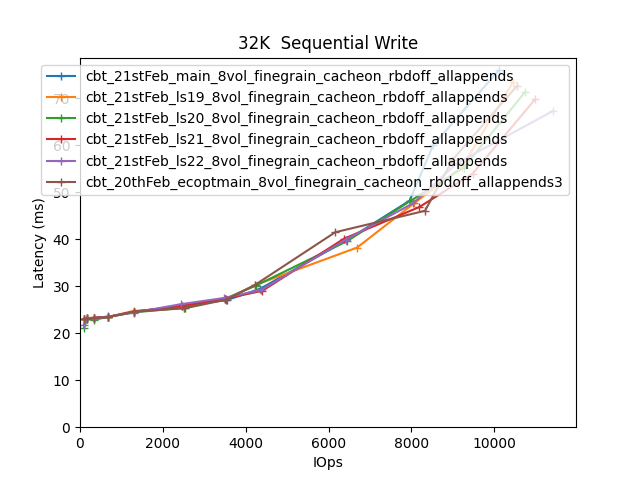 32K  Sequential Write
cbt_21stFeb_main_8vol_finegrain_cacheon_rbdoff_allappends
cbt_21stFeb_ls19_8vol_finegrain_cacheon_rbdoff_allappends
cbt_21stFeb_ls20_8vol_finegrain_cacheon_rbdoff_allappends
cbt_21stFeb_ls21_8vol_finegrain_cacheon_rbdoff_allappends
cbt_21stFeb_ls22_8vol_finegrain_cacheon_rbdoff_allappends
cbt_20thFeb_ecoptmain_8vol_finegrain_cacheon_rbdoff_allappends3
70
60
50
40
30
20
10
0
Latency (ms)
0 2000 4000 6000 8000 10000
IOps